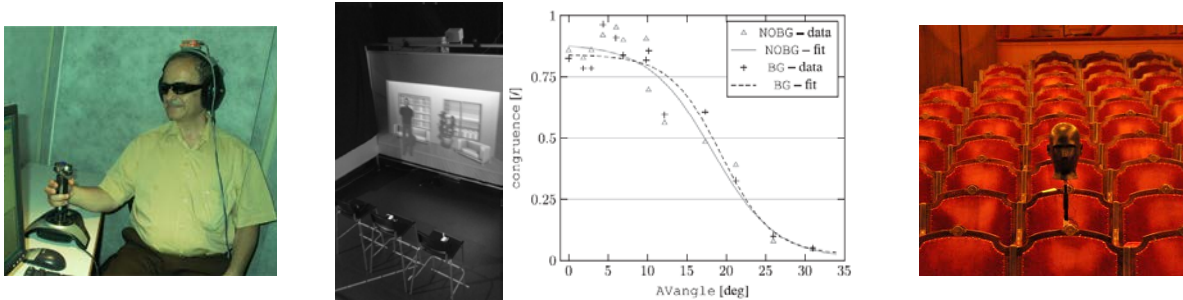 1
0.75
0.5
0.25
0
congruence [/]
NOBG – data
NOBG – fit
BG – data
BG – fit
0 5 10 15 20 25 30 35
AVangle [deg]